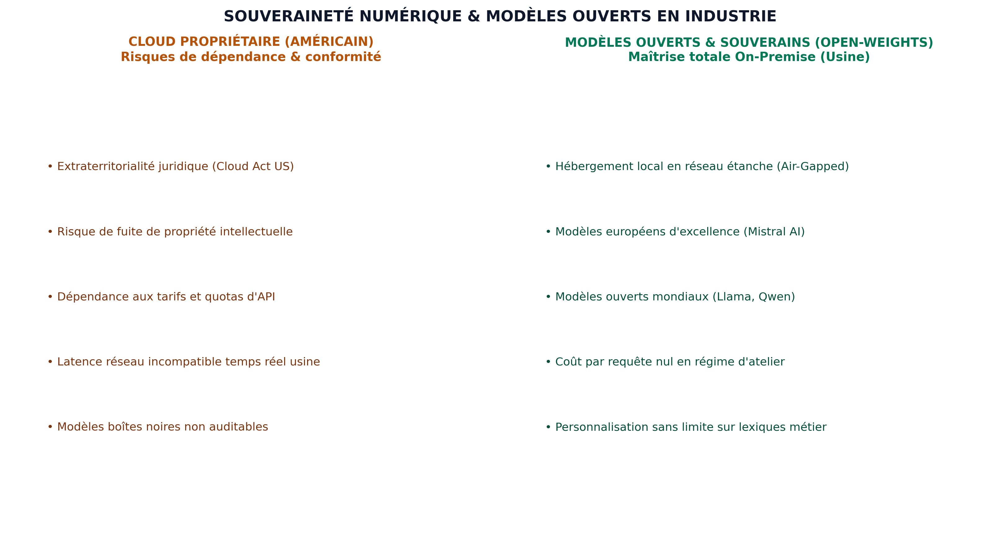 SOUVERAINETÉ NUMÉRIQUE & MODÈLES OUVERTS EN INDUSTRIE
CLOUD PROPRIÉTAIRE (AMÉRICAIN)
Risques de dépendance & conformité
• Extraterritorialité juridique (Cloud Act US)
• Risque de fuite de propriété intellectuelle
• Dépendance aux tarifs et quotas d'API
• Latence réseau incompatible temps réel usine
• Modèles boîtes noires non auditables
MODÈLES OUVERTS & SOUVERAINS (OPEN-WEIGHTS)
Maîtrise totale On-Premise (Usine)
• Hébergement local en réseau étanche (Air-Gapped)
• Modèles européens d'excellence (Mistral AI)
• Modèles ouverts mondiaux (Llama, Qwen)
• Coût par requête nul en régime d'atelier
• Personnalisation sans limite sur lexiques métier